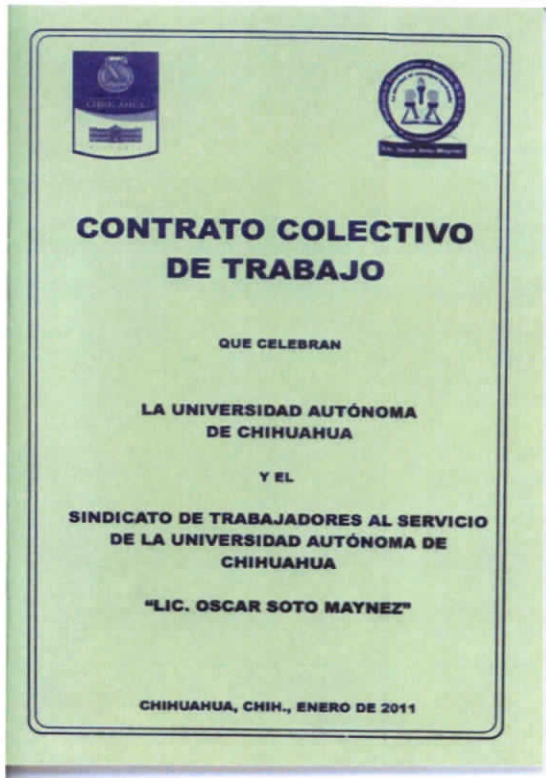 CONTRATO COLECTIVO
DE TRABAJO
QUE CELEBRAN
LA UNIVERSIDAD AUTÓNOMA
DE CHIHUAHUA
Y EL
SINDICATO DE TRABAJADORES AL SERVICIO
DE LA UNIVERSIDAD AUTÓNOMA DE
CHIHUAHUA
“LIC. OSCAR SOTO MAYNEZ”
CHIHUAHUA, CHIH., ENERO DE 2011